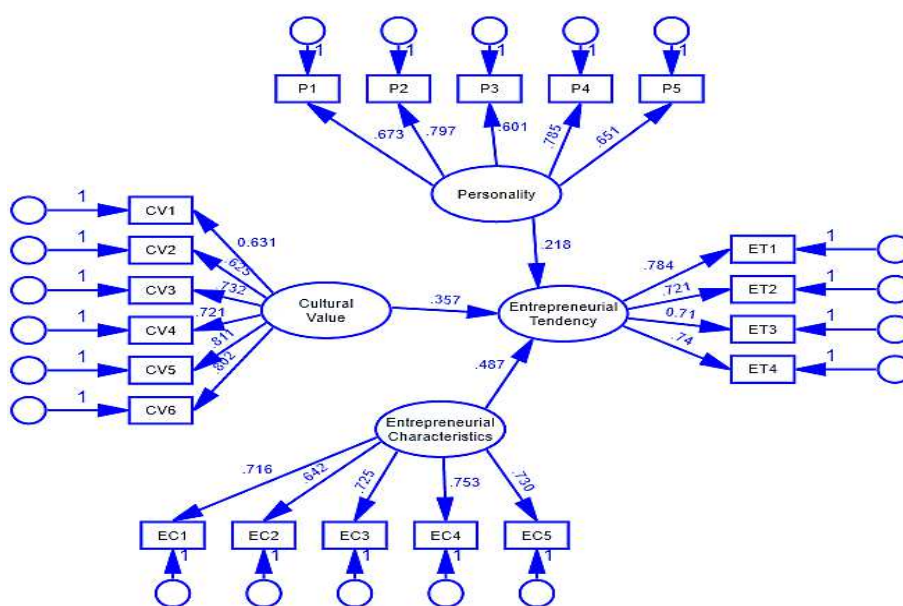 1 1 1 1 1
P1 P2 P3 P4 P5
.673 .797 .601 .785 .651
Personality
.218
1 CV1
1 CV2
1 CV3
1 CV4
1 CV5
1 CV6
0.631
.625
.732
.721
.811
.802
Cultural
Value
.357
Entrepreneurial
Tendency
.784
.721
0.71
.74
ET1 1
ET2 1
ET3 1
ET4 1
.487
Entrepreneurial
Characteristics
.716 .642 .725 .753 .730
EC1 EC2 EC3 EC4 EC5
1 1 1 1 1